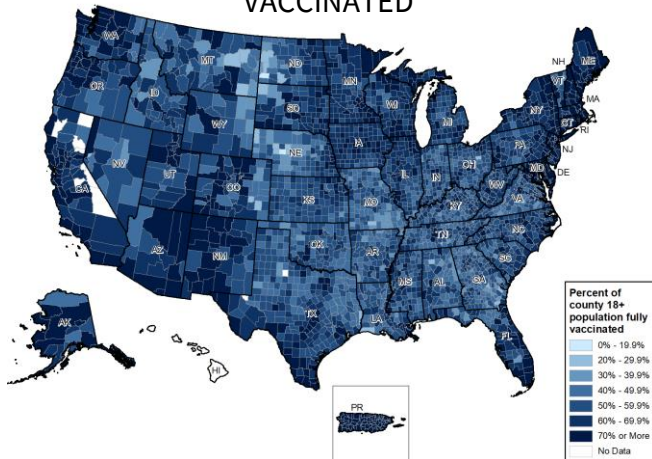 VACCINATED
WA
MT
ND
MN
ME
NH
VT
OR
ID
SD
WI
NY
MA
WY
MI
CT
RI
IA
PA
NJ
NE
NV
UT
IL
IN
OH
MD
DE
CO
WV
CA
KS
MO
KY
VA
TN
NC
AZ
NM
OK
AR
SC
MS
AL
GA
TX
LA
AK
FL
HI
PR
Percent of
county 18+
population fully
vaccinated
0% - 19.9%
20% - 29.9%
30% - 39.9%
40% - 49.9%
50% - 59.9%
60% - 69.9%
70% or More
No Data